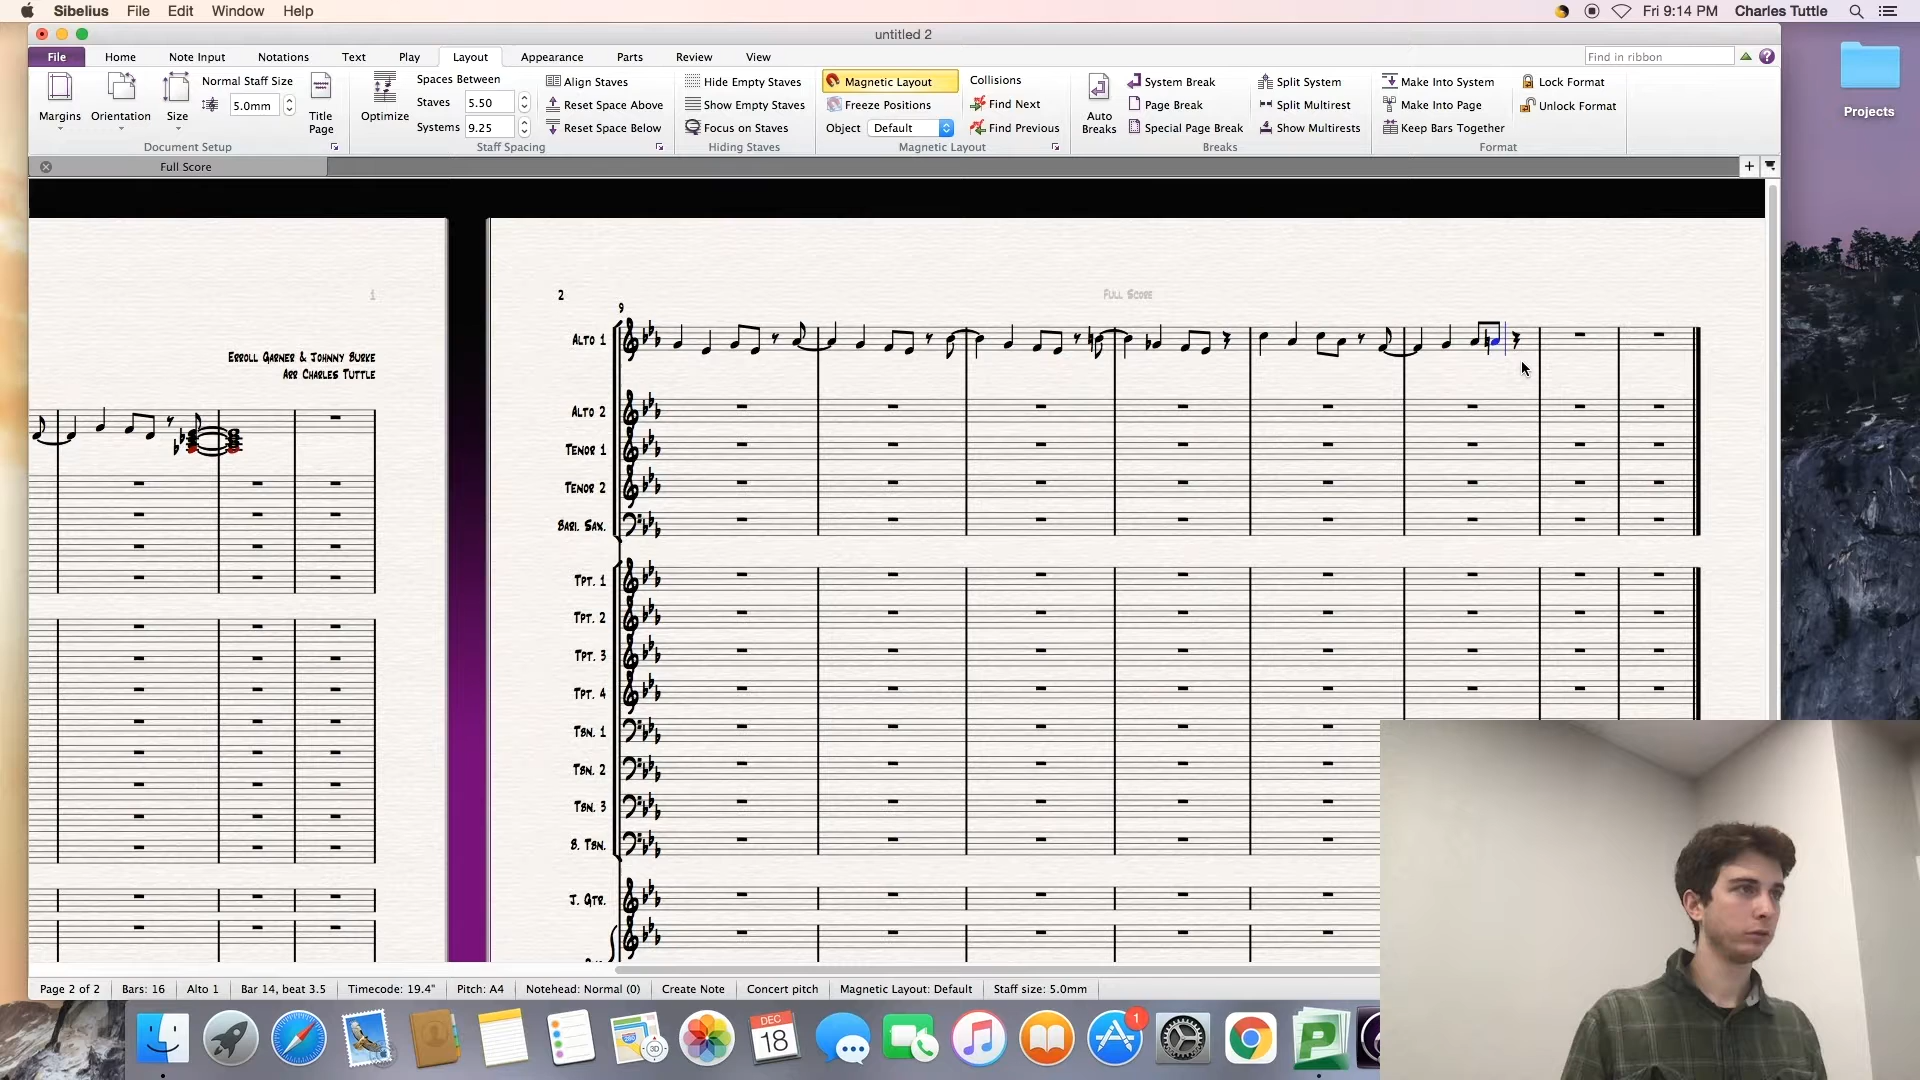 Sibelius File Edit Window Help Fri 9:14 PM Charles Tuttle
untitled 2
File Home Note Input Notations Text Play Layout Appearance Parts Review View Find in ribbon
Normal Staff Size Spaces Between Align Staves Hide Empty Staves Magnetic Layout Collisions System Break Split System Make Into System Lock Format
5.0mm Staves 5.50 Reset Space Above Show Empty Staves Freeze Positions Find Next Page Break Split Multirest Make Into Page Unlock Format
Margins Orientation Size Title Page Optimize Systems 9.25 Reset Space Below Focus on Staves Object Default Find Previous Auto Breaks Special Page Break Show Multirests Keep Bars Together
Document Setup Staff Spacing Hiding Staves Magnetic Layout Breaks Format
Full Score
Projects
1
Erroll Garner & Johnny Burke
Arr Charles Tuttle
2
Full Score
9
Alto 1
Alto 2
Tenor 1
Tenor 2
Bari. Sax.
Tpt. 1
Tpt. 2
Tpt. 3
Tpt. 4
Tbn. 1
Tbn. 2
Tbn. 3
B. Tbn.
J. Gtr.
Page 2 of 2 Bars: 16 Alto 1 Bar 14, beat 3.5 Timecode: 19.4" Pitch: A4 Notehead: Normal (0) Create Note Concert pitch Magnetic Layout: Default Staff size: 5.0mm
3D
DEC
18
1